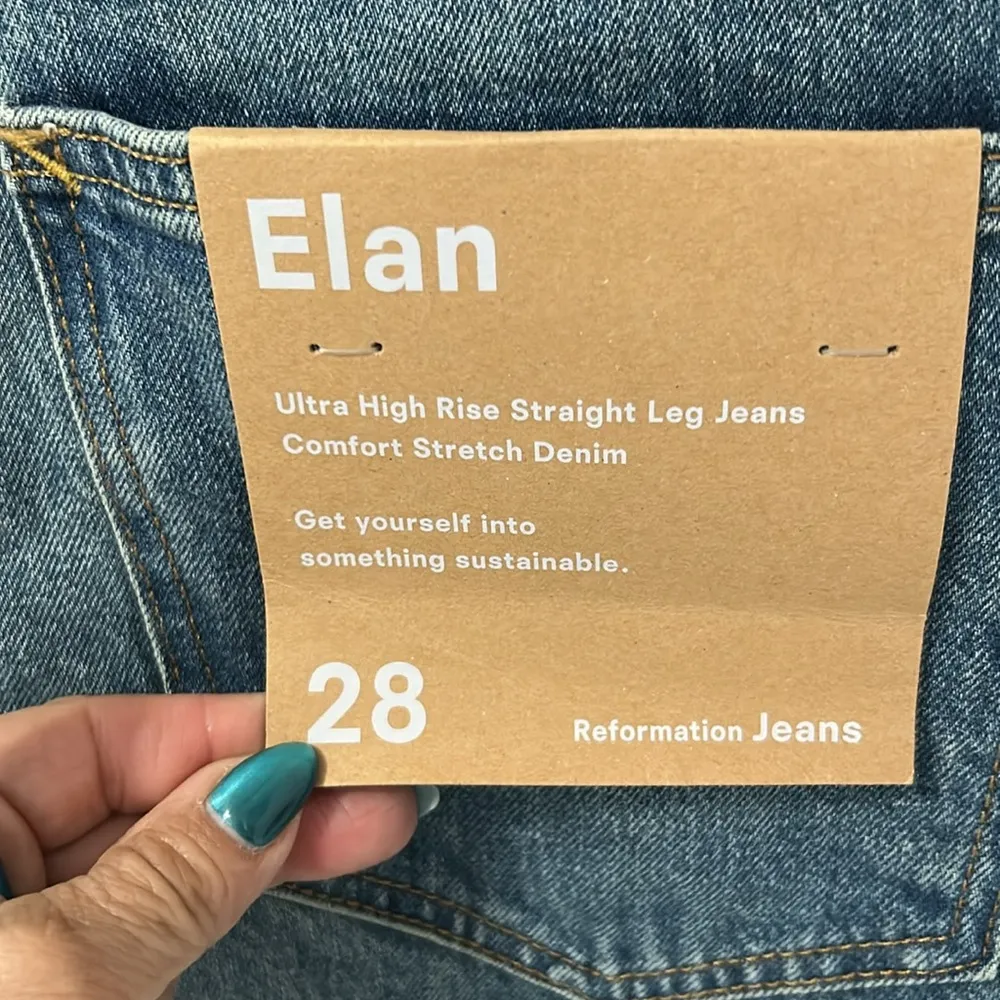 Elan
Ultra High Rise Straight Leg Jeans
Comfort Stretch Denim
Get yourself into
something sustainable.
28
Reformation Jeans